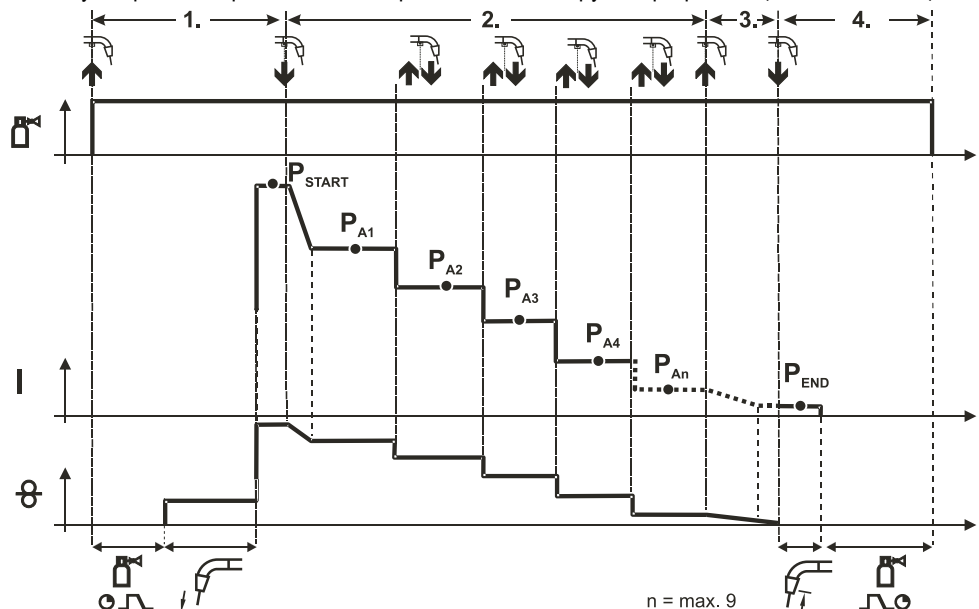 1. 2. 3. 4.
PSTART
PA1
PA2
PA3
PA4
PAn
PEND
I
n = max. 9